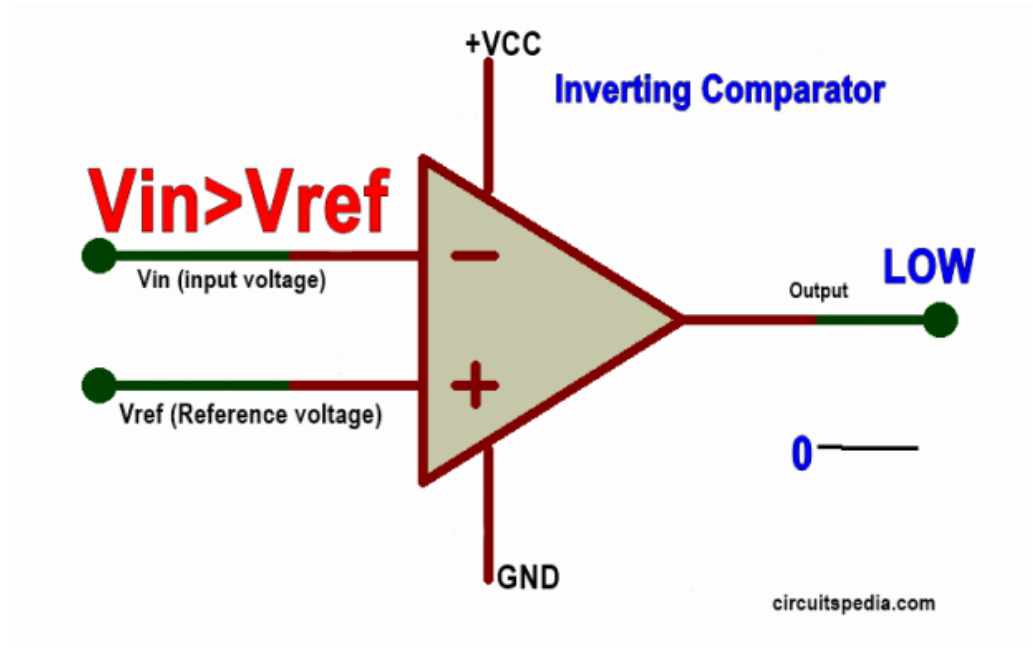 +VCC
Inverting Comparator
Vin>Vref
Vin (input voltage)
−
Output
LOW
Vref (Reference voltage)
+
0
GND
circuitspedia.com